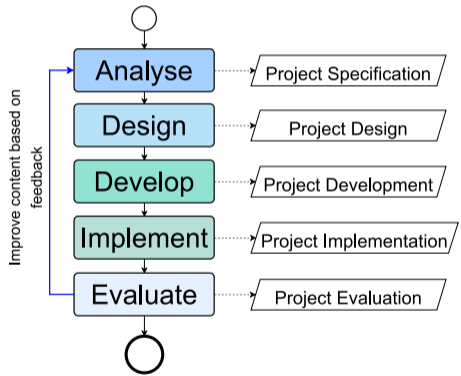 Analyse
Project Specification
Design
Project Design
Develop
Project Development
Implement
Project Implementation
Evaluate
Project Evaluation
Improve content based on
feedback